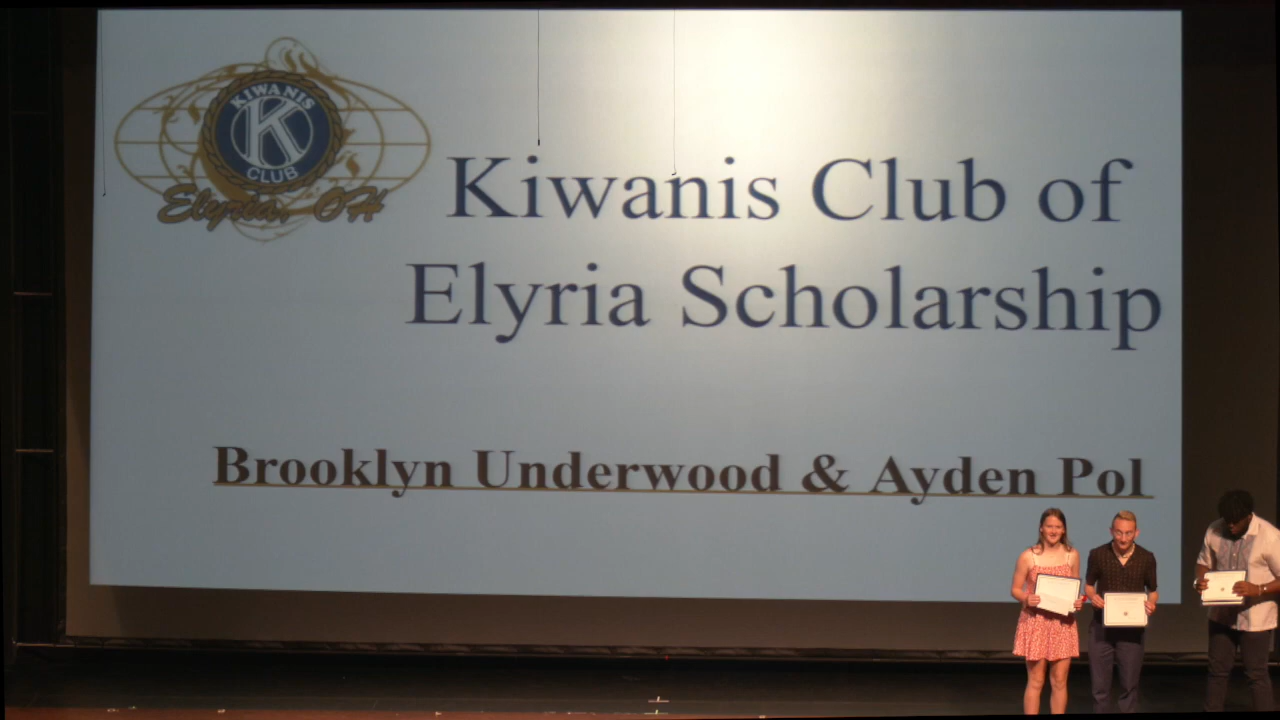 KIWANIS
K
CLUB
Elyria, OH
Kiwanis Club of
Elyria Scholarship
Brooklyn Underwood & Ayden Pol